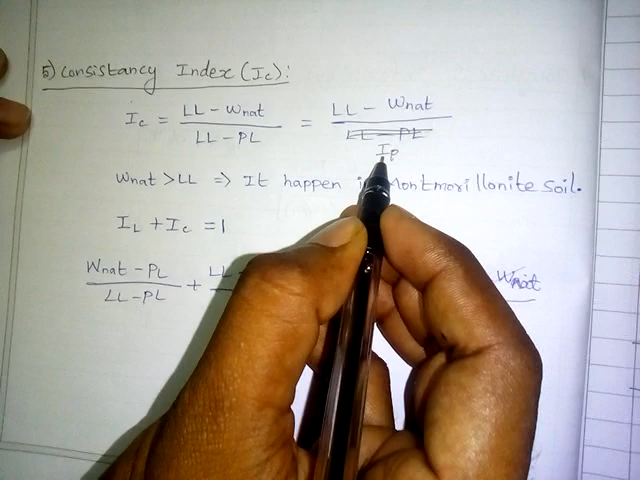 5) Consistancy Index (Ic):
Ic = LL - Wnat / LL - PL = LL - Wnat / LL - PL Ip
Wnat > LL => It happen Montmorillonite soil.
IL + Ic = 1
Wnat - PL / LL - PL + LL Wnat